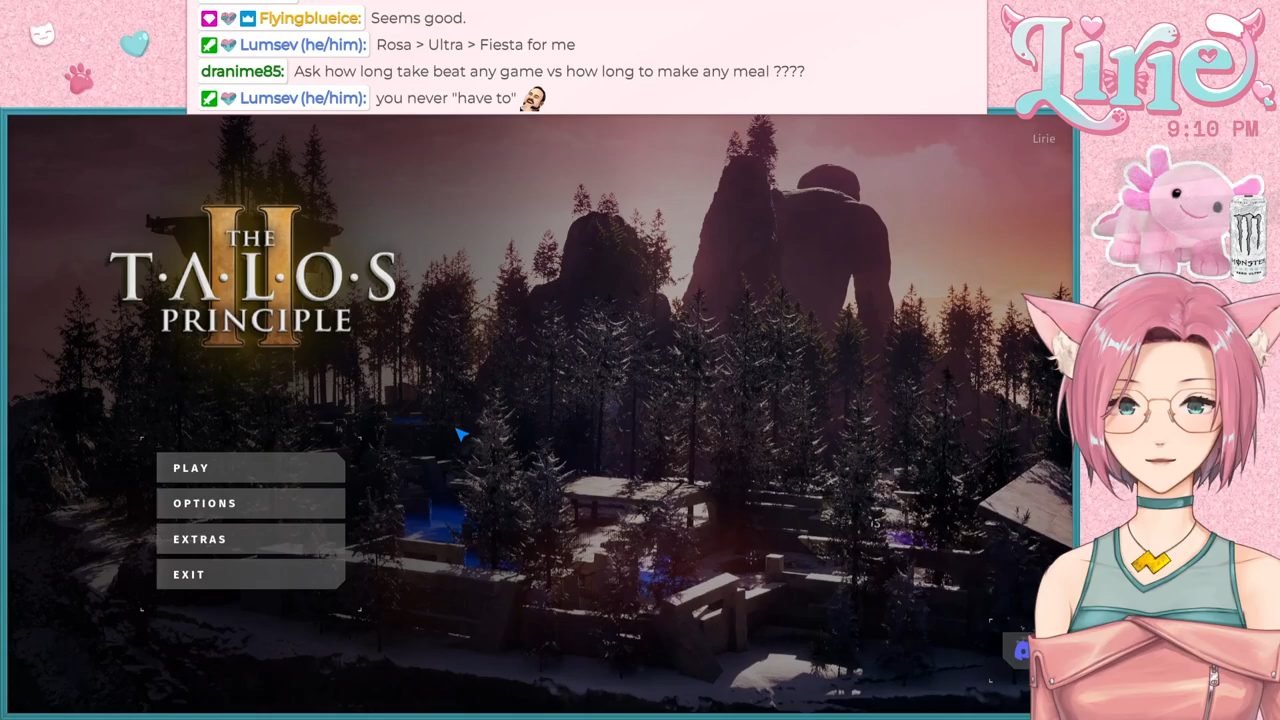 Flyingblueice: Seems good.
Lumsev (he/him): Rosa > Ultra > Fiesta for me
dranime85: Ask how long take beat any game vs how long to make any meal ????
Lumsev (he/him): you never "have to"
Lirie
9:10 PM
Lirie
II
THE
T·A·L·O·S
PRINCIPLE
PLAY
OPTIONS
EXTRAS
EXIT
MONSTER